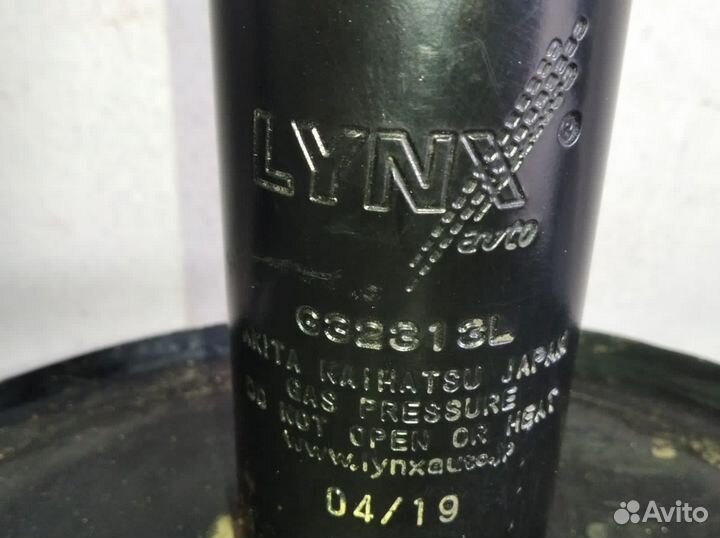 LYNX
auto ®
G32313L
AKITA KAIHATSU JAPAN
GAS PRESSURE
DO NOT OPEN OR HEAT
www.lynxauto.jp
04/19
Avito